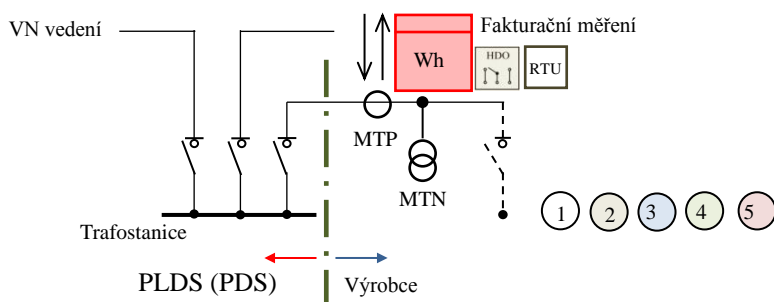 VN vedení
Fakturační měření
Wh
HDO
RTU
MTP
MTN
1 2 3 4 5
Trafostanice
PLDS (PDS)
Výrobce